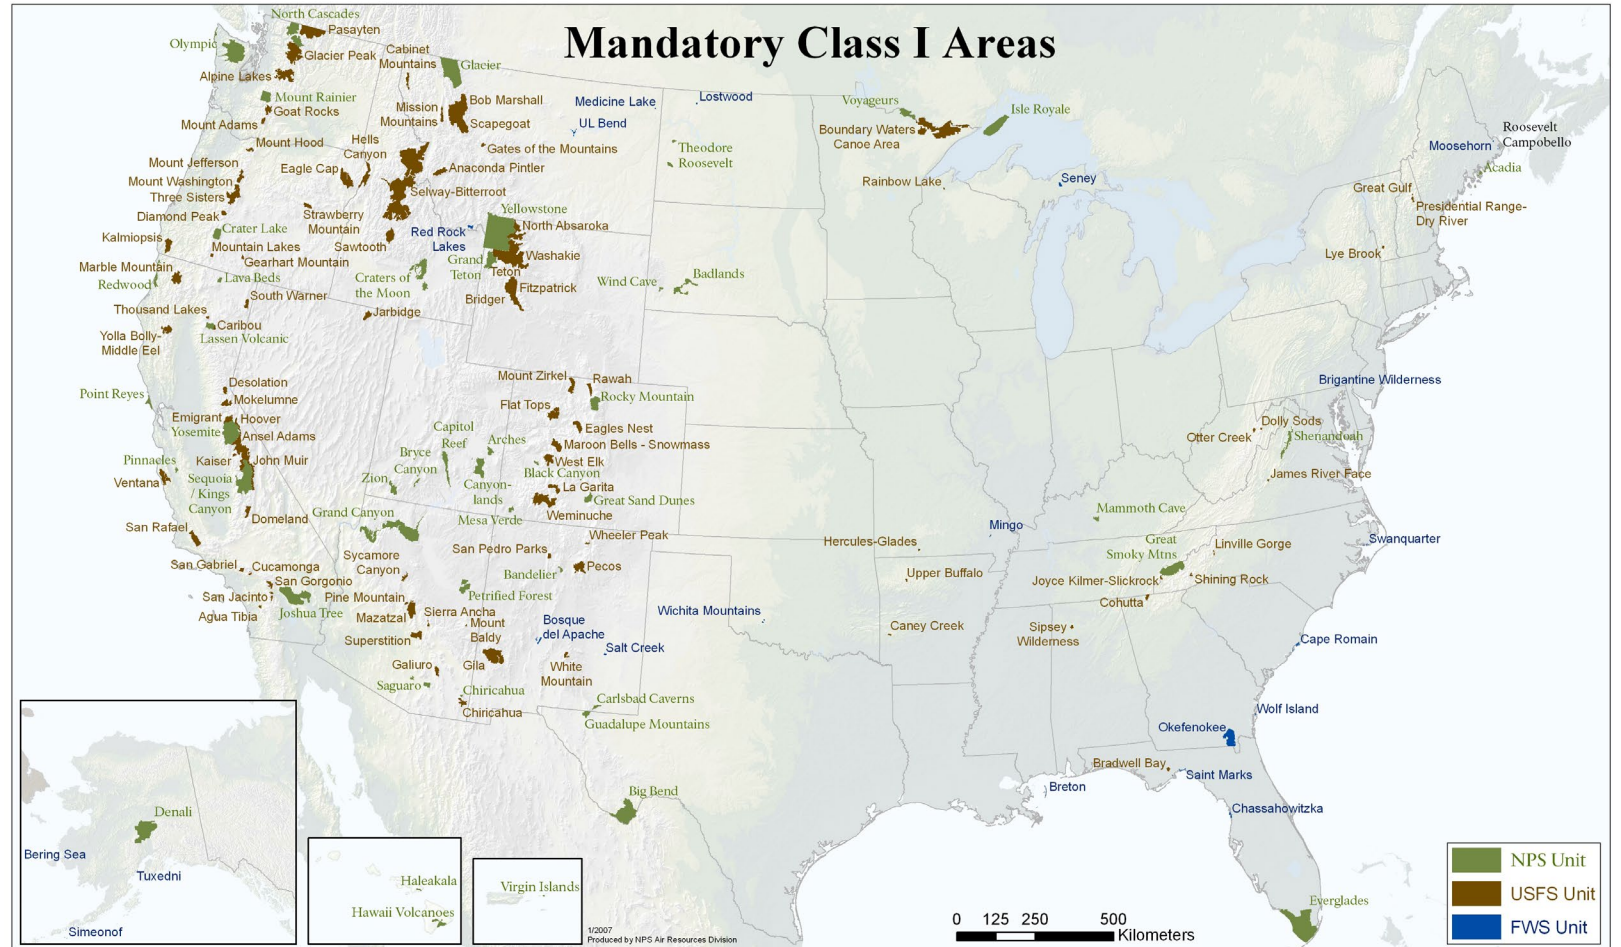 Mandatory Class I Areas
North Cascades
Pasayten
Olympic
Glacier Peak
Cabinet
Mountains
Glacier
Alpine Lakes
Mount Rainier
Goat Rocks
Mount Adams
Mission
Mountains
Bob Marshall
Scapegoat
Medicine Lake
Lostwood
UL Bend
Voyageurs
Isle Royale
Boundary Waters
Canoe Area
Roosevelt
Campobello
Moosehorn
Acadia
Mount Hood
Hells
Canyon
Gates of the Mountains
Theodore
Roosevelt
Mount Jefferson
Eagle Cap
Anaconda Pintler
Mount Washington
Three Sisters
Selway-Bitterroot
Rainbow Lake
Seney
Great Gulf
Presidential Range-
Dry River
Diamond Peak
Strawberry
Mountain
Yellowstone
North Absaroka
Kalmiopsis
Crater Lake
Mountain Lakes
Sawtooth
Red Rock
Lakes
Gearhart Mountain
Grand
Teton
Washakie
Teton
Lye Brook
Marble Mountain
Redwood
Lava Beds
Craters of
the Moon
Fitzpatrick
Bridger
Wind Cave
Badlands
South Warner
Thousand Lakes
Jarbidge
Caribou
Lassen Volcanic
Yolla Bolly-
Middle Eel
Desolation
Mokelumne
Point Reyes
Mount Zirkel
Rawah
Rocky Mountain
Flat Tops
Brigantine Wilderness
Emigrant
Hoover
Yosemite
Ansel Adams
Capitol
Reef
Arches
Eagles Nest
Maroon Bells - Snowmass
Dolly Sods
Otter Creek
Shenandoah
Pinnacles
Kaiser
John Muir
Bryce
Canyon
West Elk
Black Canyon
Ventana
Sequoia
/ Kings
Canyon
Zion
Canyon-
lands
La Garita
Great Sand Dunes
James River Face
Domeland
Grand Canyon
Mesa Verde
Weminuche
Mammoth Cave
San Rafael
Wheeler Peak
Mingo
Swanquarter
Sycamore
Canyon
San Pedro Parks
Hercules-Glades
Great
Smoky Mtns
Linville Gorge
San Gabriel
Cucamonga
San Gorgonio
Bandelier
Pecos
Upper Buffalo
Joyce Kilmer-Slickrock
Shining Rock
San Jacinto
Pine Mountain
Petrified Forest
Cohutta
Agua Tibia
Joshua Tree
Mazatzal
Sierra Ancha
Mount
Baldy
Bosque
del Apache
Wichita Mountains
Caney Creek
Sipsey
Wilderness
Superstition
Salt Creek
Cape Romain
Galiuro
Gila
White
Mountain
Saguaro
Chiricahua
Chiricahua
Carlsbad Caverns
Guadalupe Mountains
Wolf Island
Okefenokee
Bradwell Bay
Saint Marks
Big Bend
Breton
Chassahowitzka
Everglades
Denali
Bering Sea
Tuxedni
Simeonof
Haleakala
Hawaii Volcanoes
Virgin Islands
1/2007
Produced by NPS Air Resources Division
0 125 250 500
Kilometers
NPS Unit
USFS Unit
FWS Unit